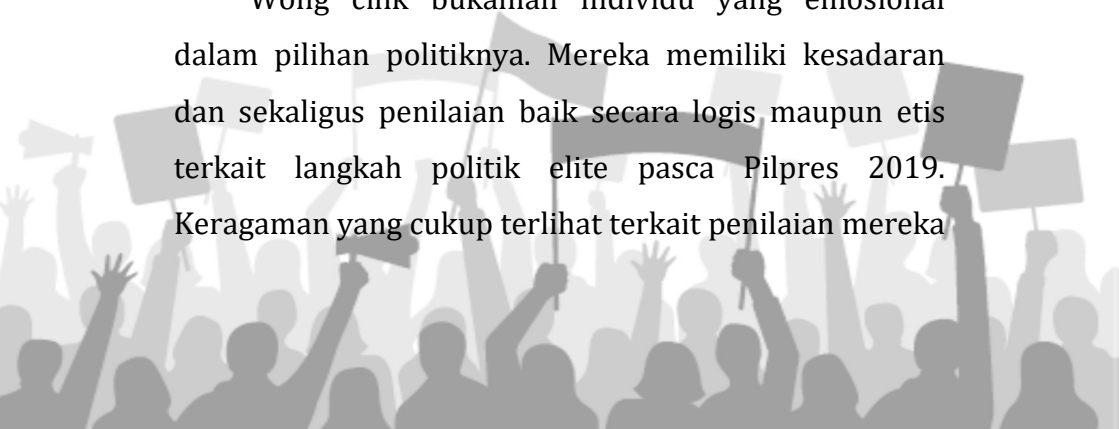 Wong cilik bukanlah individu yang emosional
dalam pilihan politiknya. Mereka memiliki kesadaran
dan sekaligus penilaian baik secara logis maupun etis
terkait langkah politik elite pasca Pilpres 2019.
Keragaman yang cukup terlihat terkait penilaian mereka